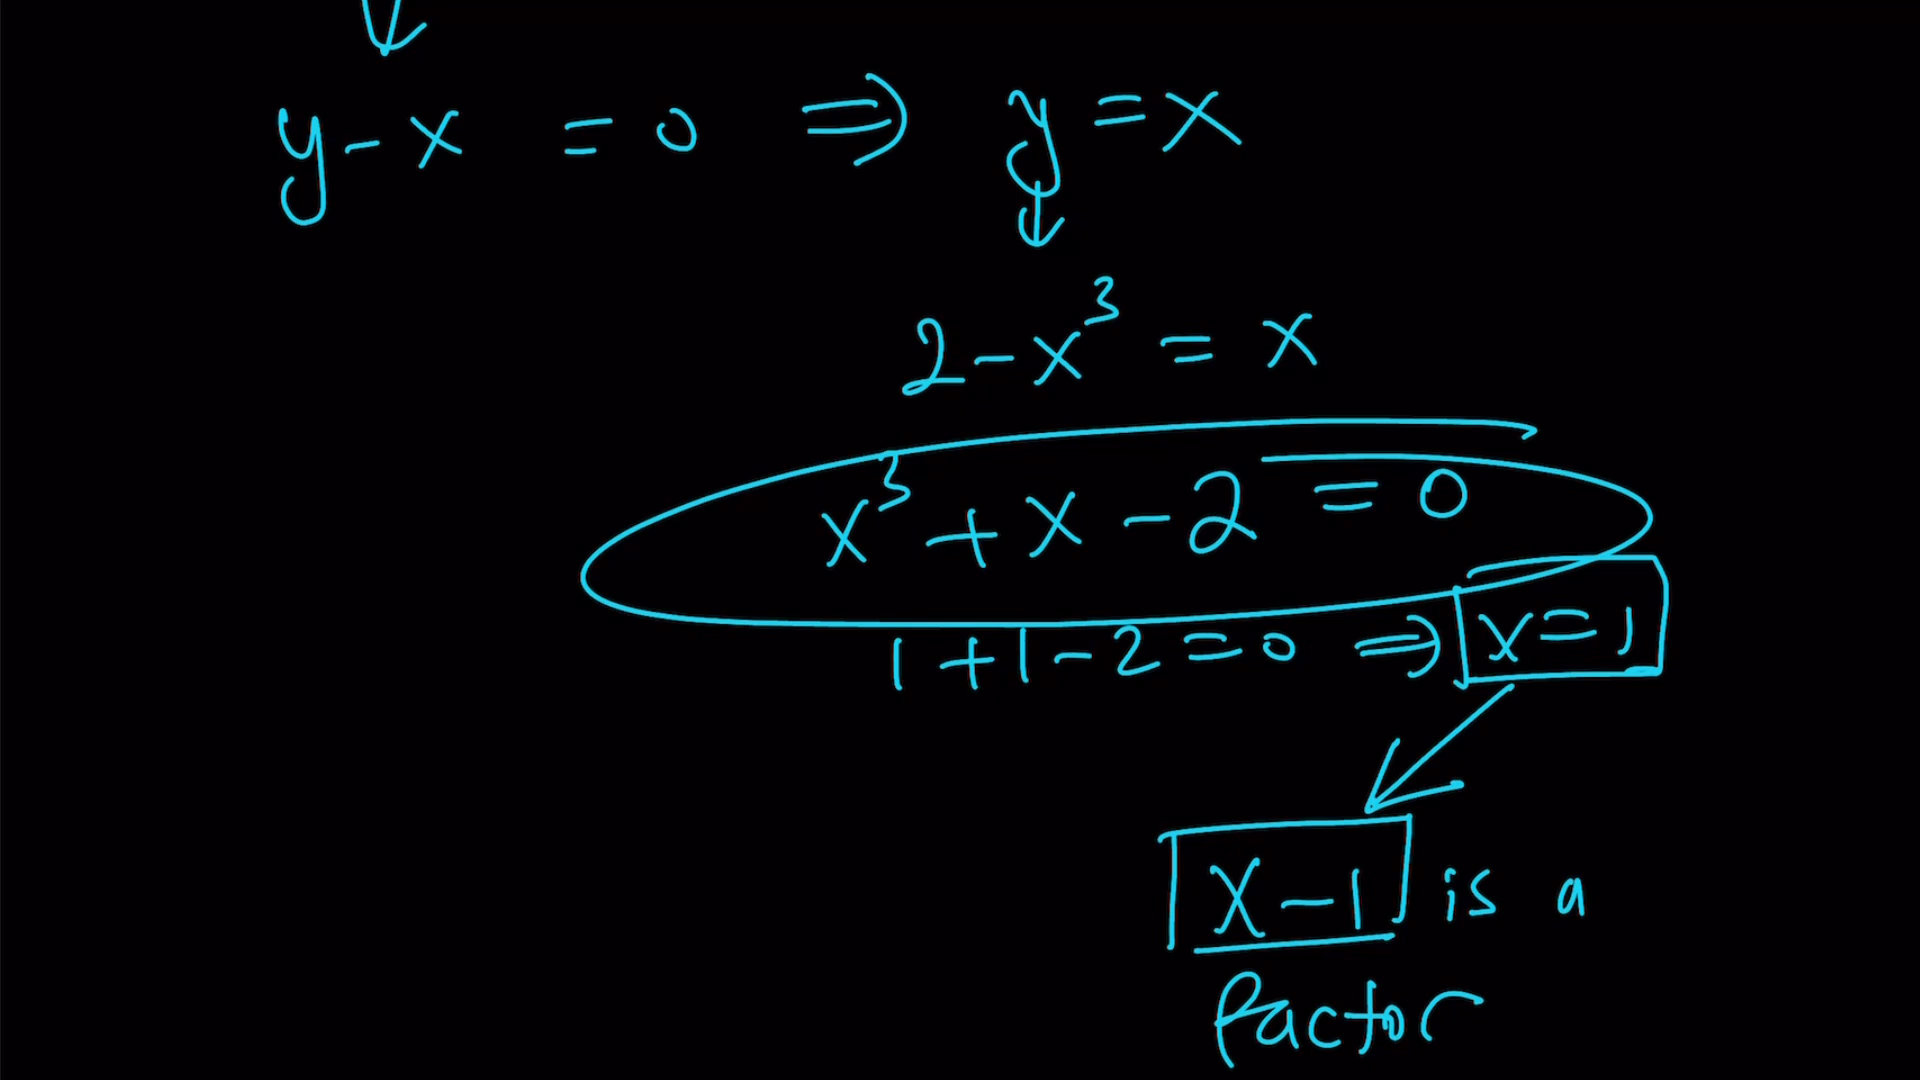 y - x = 0 ⇒ y = x
2 - x³ = x
x³ + x - 2 = 0
1 + 1 - 2 = 0 ⇒ x = 1
x - 1 is a
factor